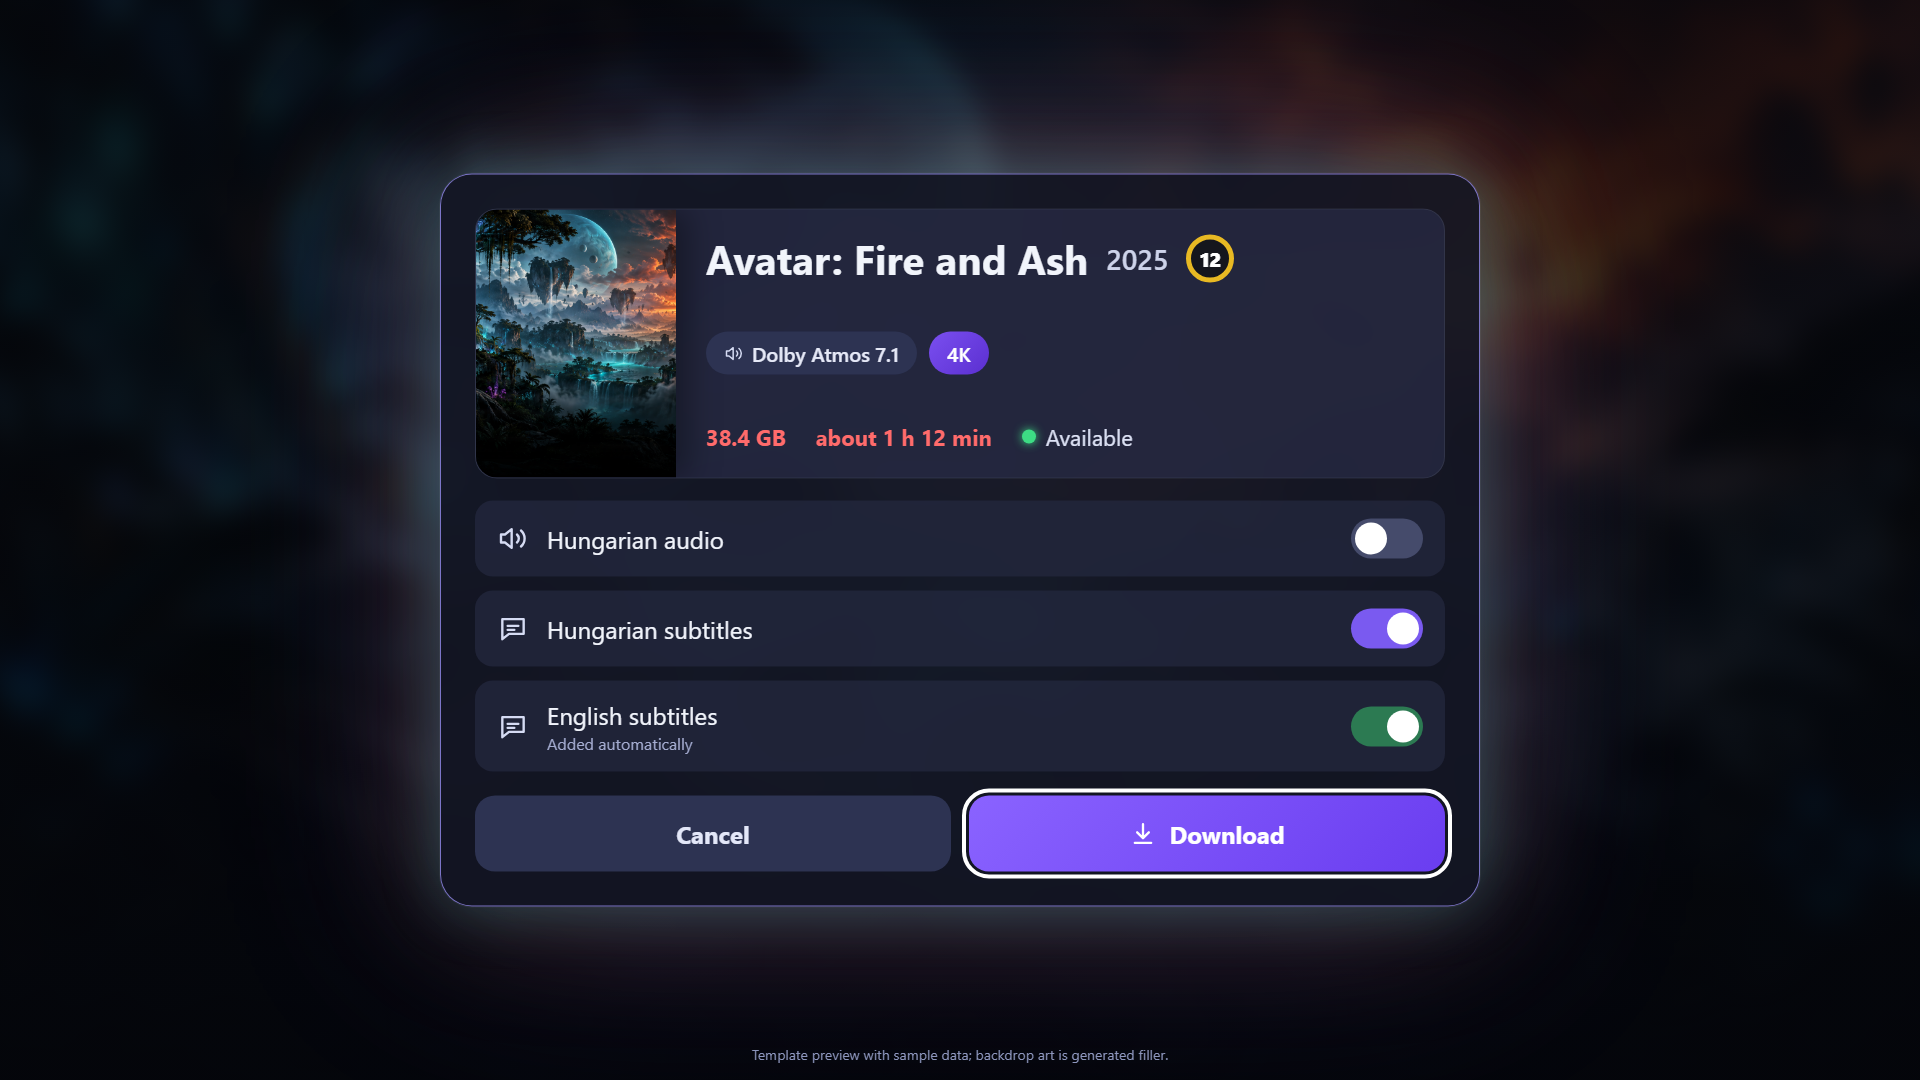 Avatar: Fire and Ash 2025 12
Dolby Atmos 7.1 4K
38.4 GB about 1 h 12 min Available
Hungarian audio
Hungarian subtitles
English subtitles
Added automatically
Cancel Download
Template preview with sample data; backdrop art is generated filler.